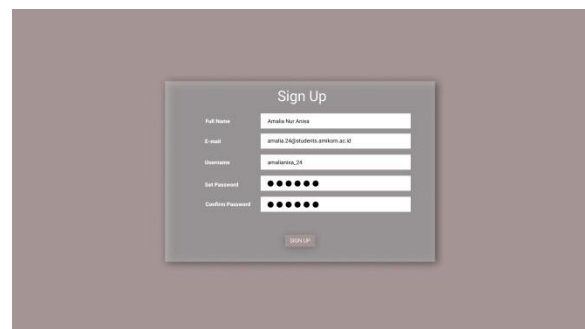 Sign Up
Full Name Amalia Nur Anisa
E-mail amalia.24@students.amikom.ac.id
Username amalianisa_24
Set Password ●●●●●●
Confirm Password ●●●●●●
SIGN UP